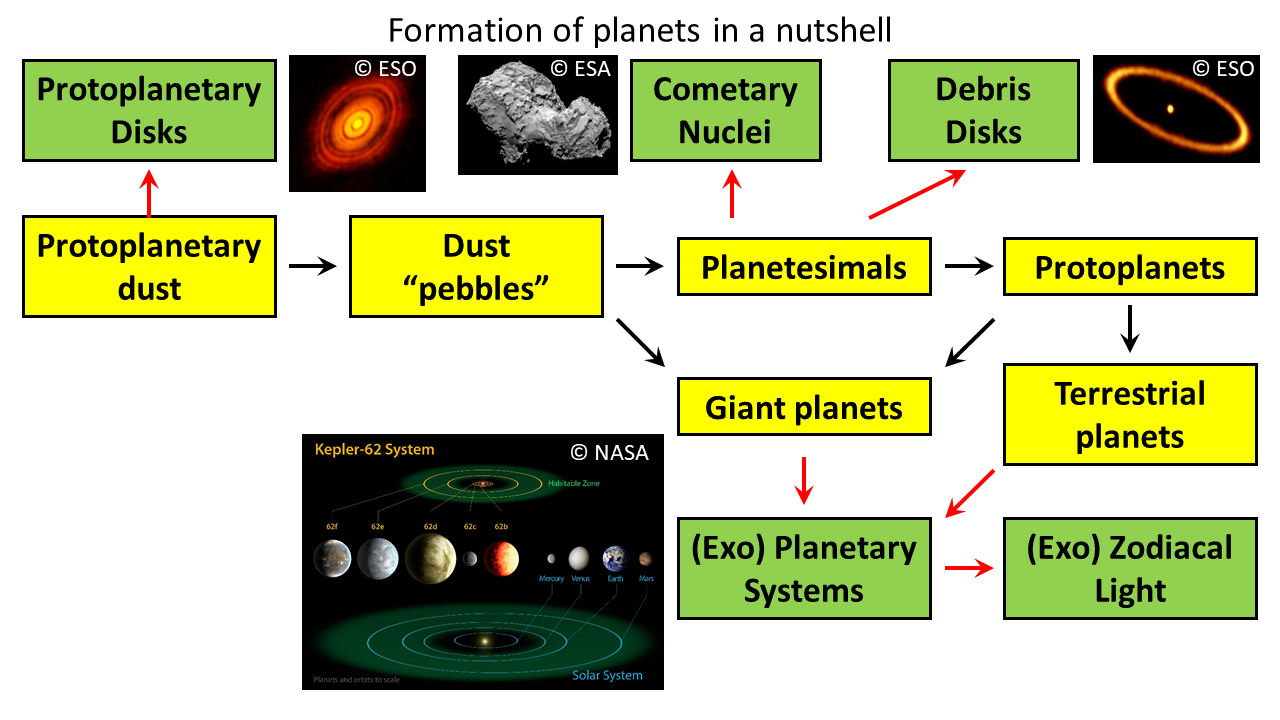 Formation of planets in a nutshell
Protoplanetary
Disks
© ESO
© ESA
Cometary
Nuclei
Debris
Disks
© ESO
Protoplanetary
dust
Dust
“pebbles”
Planetesimals
Protoplanets
Giant planets
Terrestrial
planets
Kepler-62 System
© NASA
Habitable Zone
62f 62e 62d 62c 62b
Mercury Venus Earth Mars
Solar System
Planets and orbits to scale
(Exo) Planetary
Systems
(Exo) Zodiacal
Light